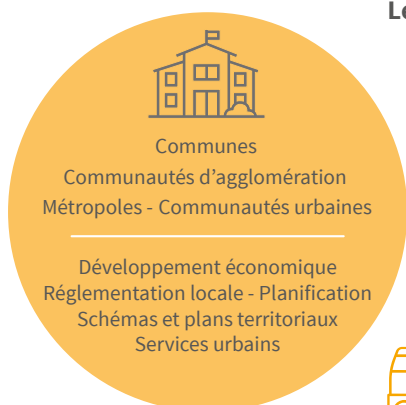 Communes
Communautés d’agglomération
Métropoles - Communautés urbaines
Développement économique
Réglementation locale - Planification
Schémas et plans territoriaux
Services urbains